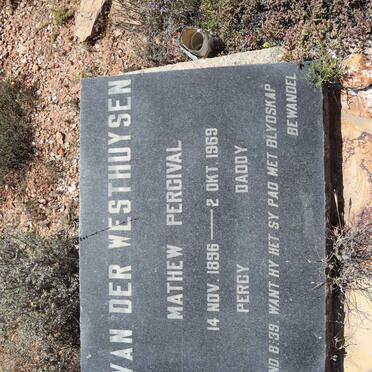 VAN DER WESTHUYSEN
MATHEW PERCIVAL
14 NOV. 1896 — 2 OKT. 1969
PERCY DADDY
ND. 8:39. WANT HY HET SY PAD MET BLYDSKAP
BEWANDEL